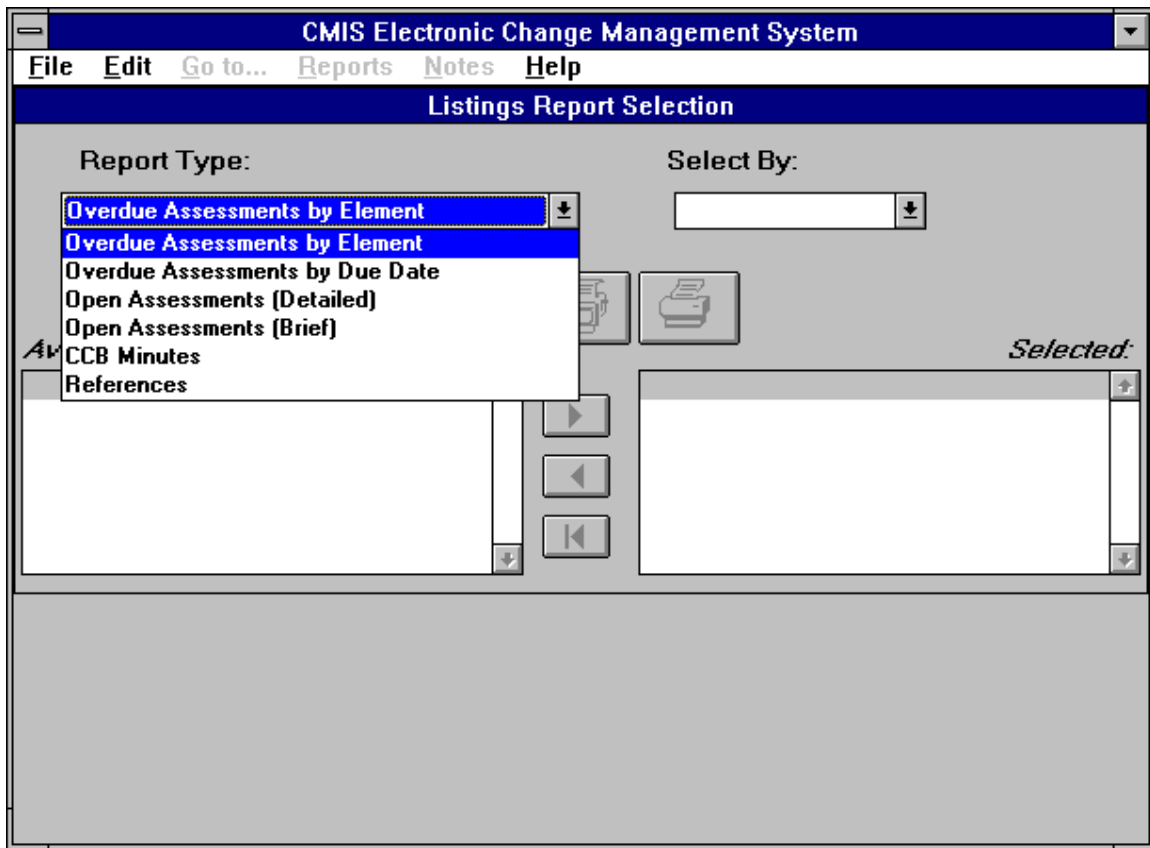 CMIS Electronic Change Management System
File Edit Go to... Reports Notes Help
Listings Report Selection
Report Type: Select By:
Overdue Assessments by Element
Overdue Assessments by Element
Overdue Assessments by Due Date
Open Assessments (Detailed)
Open Assessments (Brief)
CCB Minutes
References
Selected: